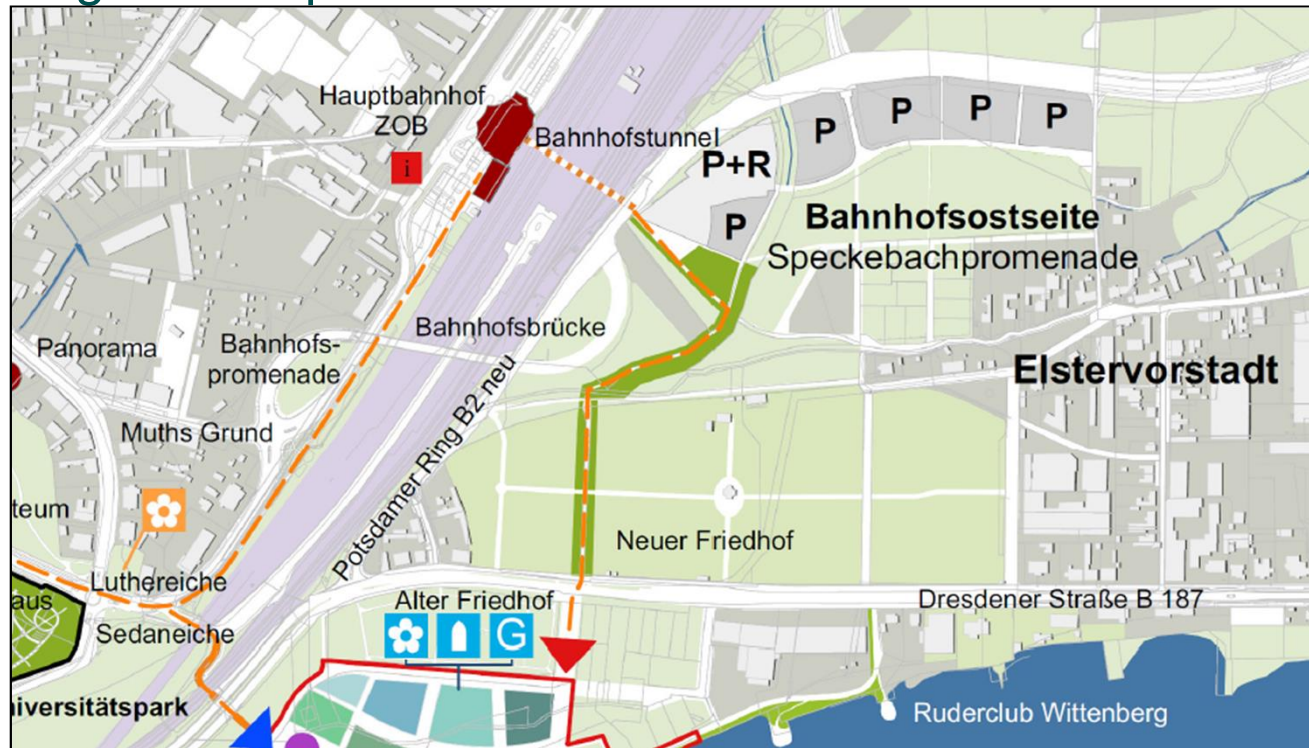 Hauptbahnhof
ZOB
i
Bahnhofstunnel
P+R
P
P
P
P
P
Bahnhofsostseite
Speckebachpromenade
Bahnhofsbrücke
Panorama
Bahnhofs-
promenade
Muths Grund
Elstervorstadt
Potsdamer Ring B2 neu
teum
Neuer Friedhof
Luthereiche
aus
Sedaneiche
Alter Friedhof
G
Dresdener Straße B 187
niversitätspark
Ruderclub Wittenberg